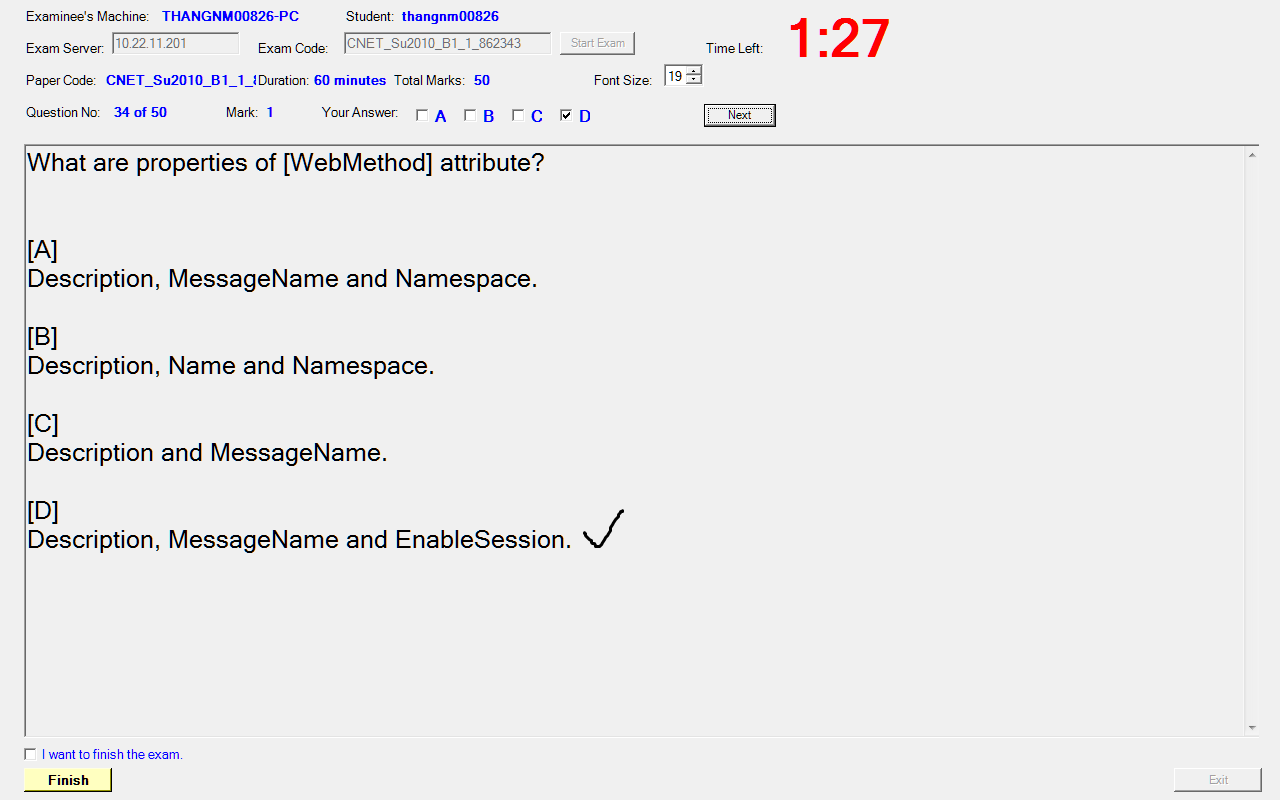 Examinee's Machine: THANGNM00826-PC Student: thangnm00826
Exam Server: 10.22.11.201 Exam Code: CNET_Su2010_B1_1_862343 Start Exam Time Left: 1:27
Paper Code: CNET_Su2010_B1_1_ Duration: 60 minutes Total Marks: 50 Font Size: 19
Question No: 34 of 50 Mark: 1 Your Answer: A B C D Next
What are properties of [WebMethod] attribute?
[A]
Description, MessageName and Namespace.
[B]
Description, Name and Namespace.
[C]
Description and MessageName.
[D]
Description, MessageName and EnableSession.
I want to finish the exam.
Finish Exit